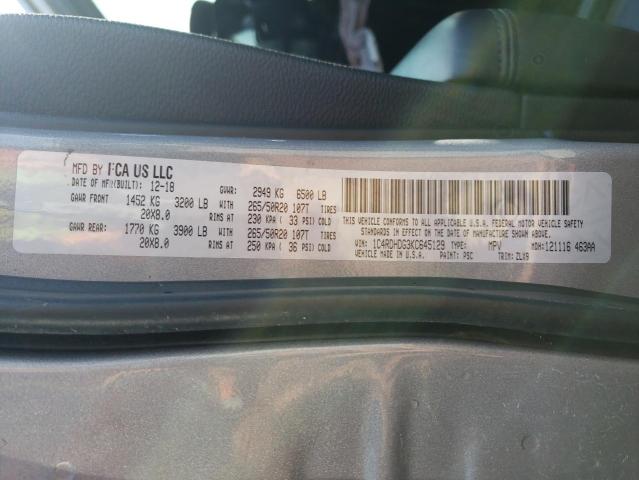 MFD BY FCA US LLC
DATE OF MFR(BUILT): 12-18 GVWR: 2949 KG 6500 LB
GAWR FRONT 1452 KG 3200 LB WITH 265/50R20 107T TIRES
20X8.0 RIMS AT 230 KPA ( 33 PSI) COLD
GAWR REAR: 1770 KG 3900 LB WITH 265/50R20 107T TIRES
20X8.0 RIMS AT 250 KPA ( 36 PSI) COLD
THIS VEHICLE CONFORMS TO ALL APPLICABLE U.S.A. FEDERAL MOTOR VEHICLE SAFETY
STANDARDS IN EFFECT ON THE DATE OF MANUFACTURE SHOWN ABOVE
VIN: 1C4RDHDG3KC645129 TYPE: MPV MDH:121116 463AA
VEHICLE MADE IN U.S.A. PAINT: PSC TRIM: ZLX9